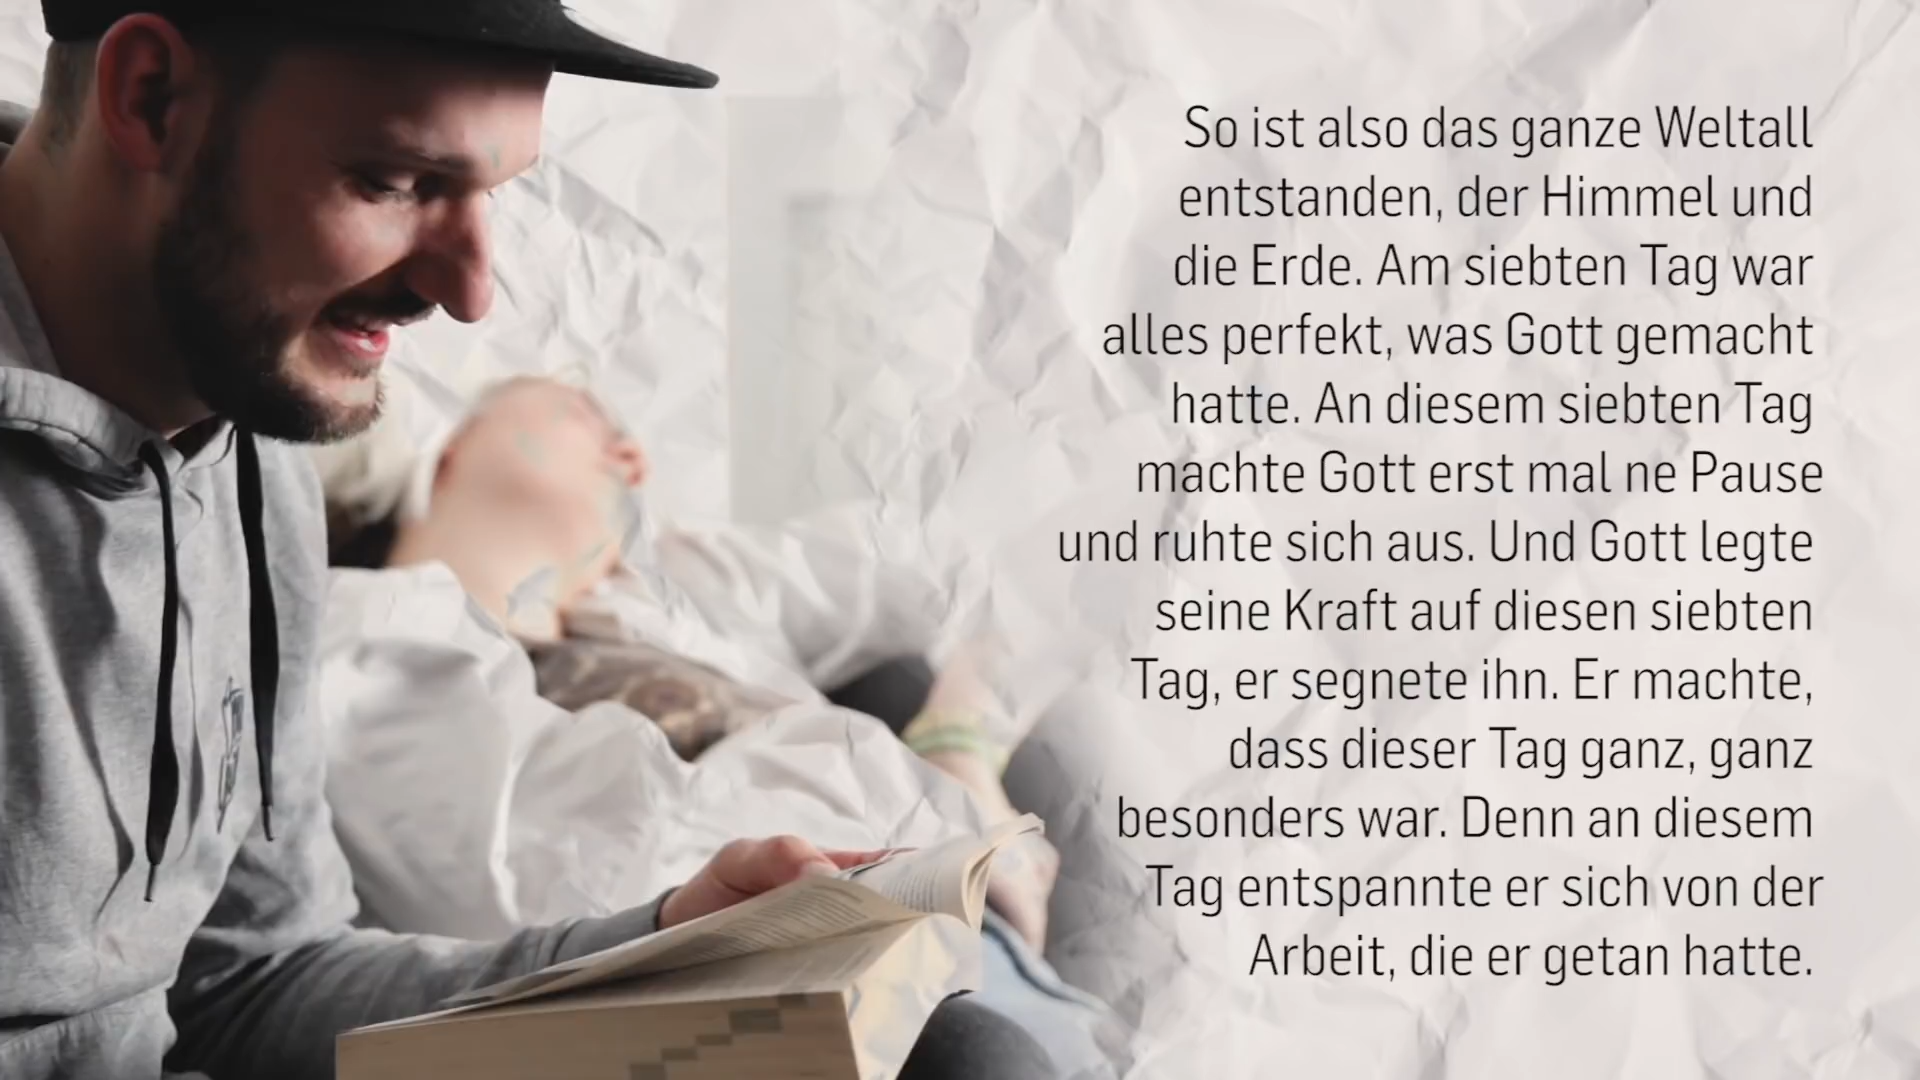 So ist also das ganze Weltall
entstanden, der Himmel und
die Erde. Am siebten Tag war
alles perfekt, was Gott gemacht
hatte. An diesem siebten Tag
machte Gott erst mal ne Pause
und ruhte sich aus. Und Gott legte
seine Kraft auf diesen siebten
Tag, er segnete ihn. Er machte,
dass dieser Tag ganz, ganz
besonders war. Denn an diesem
Tag entspannte er sich von der
Arbeit, die er getan hatte.